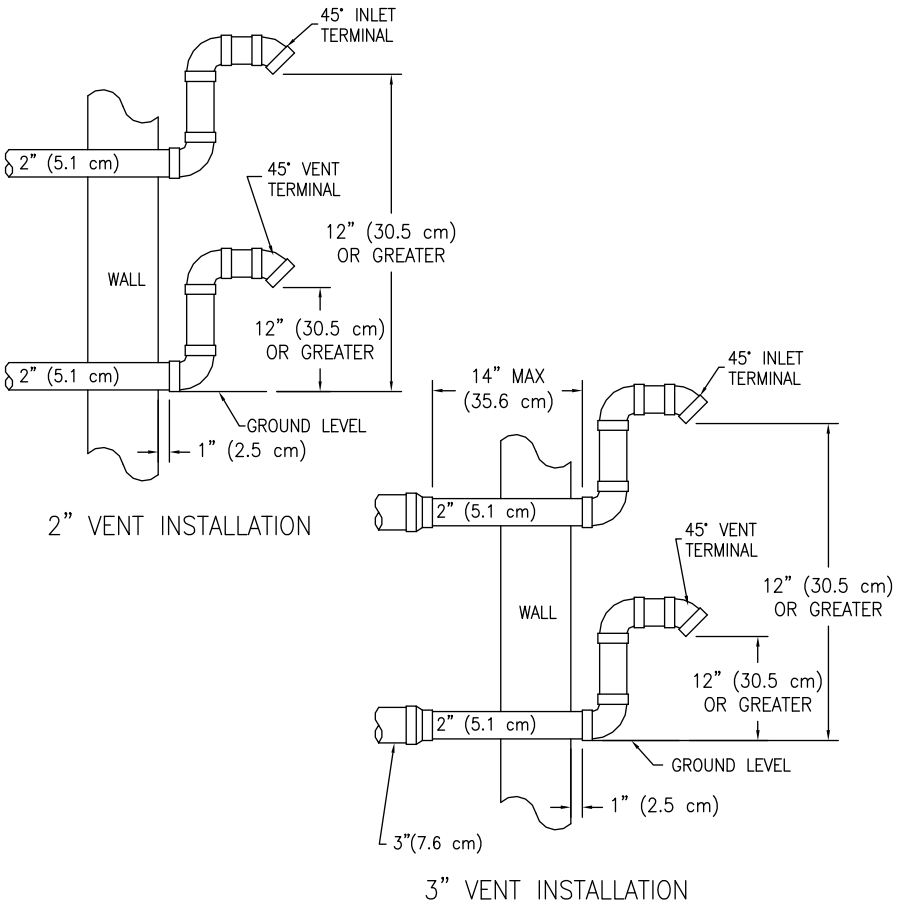 45° INLET
TERMINAL
2" (5.1 cm)
45° VENT
TERMINAL
12" (30.5 cm)
OR GREATER
WALL
12" (30.5 cm)
OR GREATER
2" (5.1 cm)
GROUND LEVEL
1" (2.5 cm)
2" VENT INSTALLATION
14" MAX
(35.6 cm)
45° INLET
TERMINAL
2" (5.1 cm)
45° VENT
TERMINAL
12" (30.5 cm)
OR GREATER
WALL
12" (30.5 cm)
OR GREATER
2" (5.1 cm)
GROUND LEVEL
1" (2.5 cm)
3"(7.6 cm)
3" VENT INSTALLATION